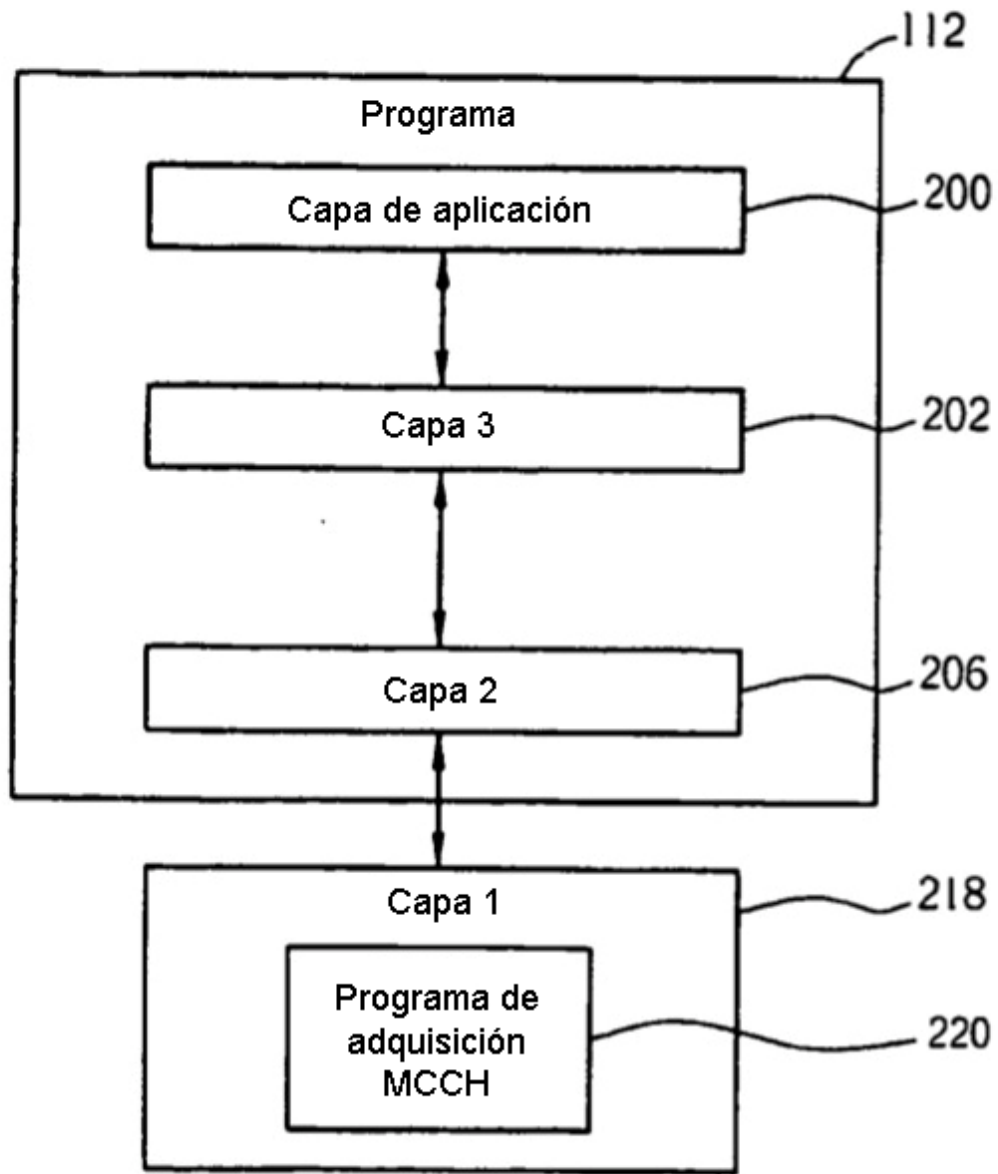 112
Programa
Capa de aplicación
200
Capa 3
202
Capa 2
206
Capa 1
218
Programa de
adquisición
MCCH
220